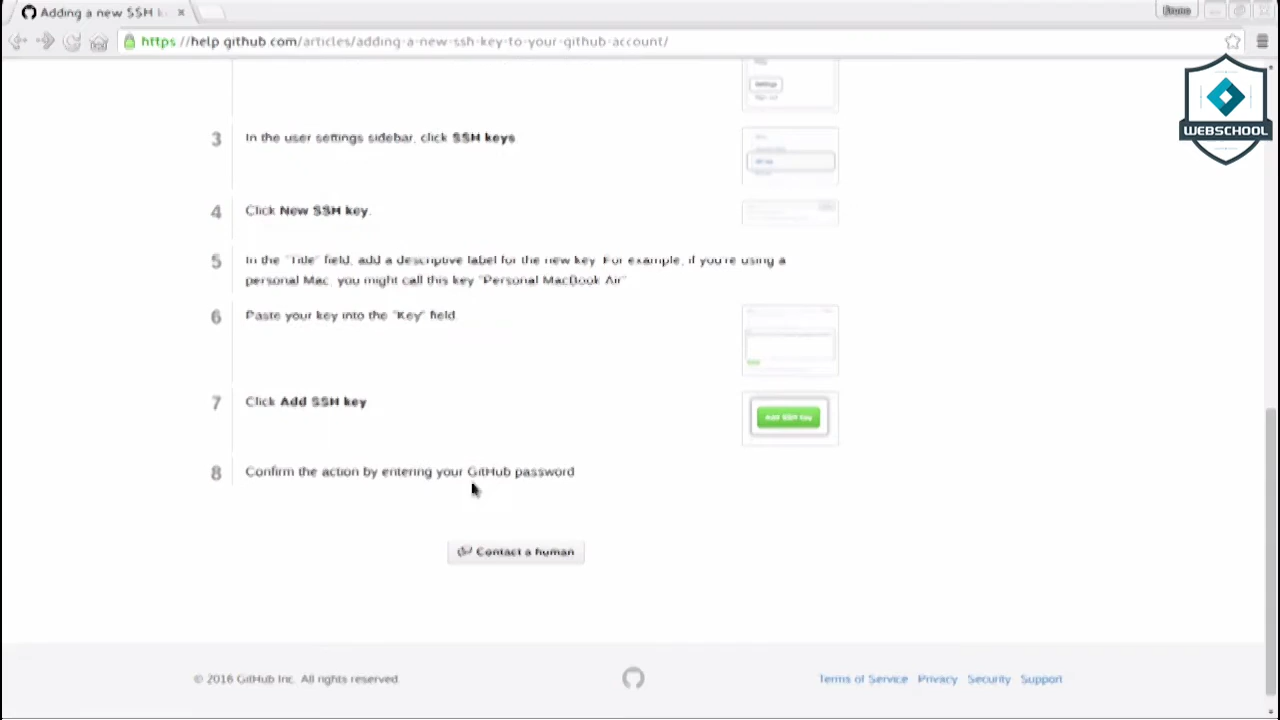 Adding a new SSH k
https://help.github.com/articles/adding-a-new-ssh-key-to-your-github-account/
WEBSCHOOL
Settings
3 In the user settings sidebar, click SSH keys
4 Click New SSH key.
5 In the "Title" field, add a descriptive label for the new key. For example, if you're using a
personal Mac, you might call this key "Personal MacBook Air"
6 Paste your key into the "Key" field.
7 Click Add SSH key
Add SSH key
8 Confirm the action by entering your GitHub password
Contact a human
© 2016 GitHub Inc. All rights reserved.
Terms of Service Privacy Security Support